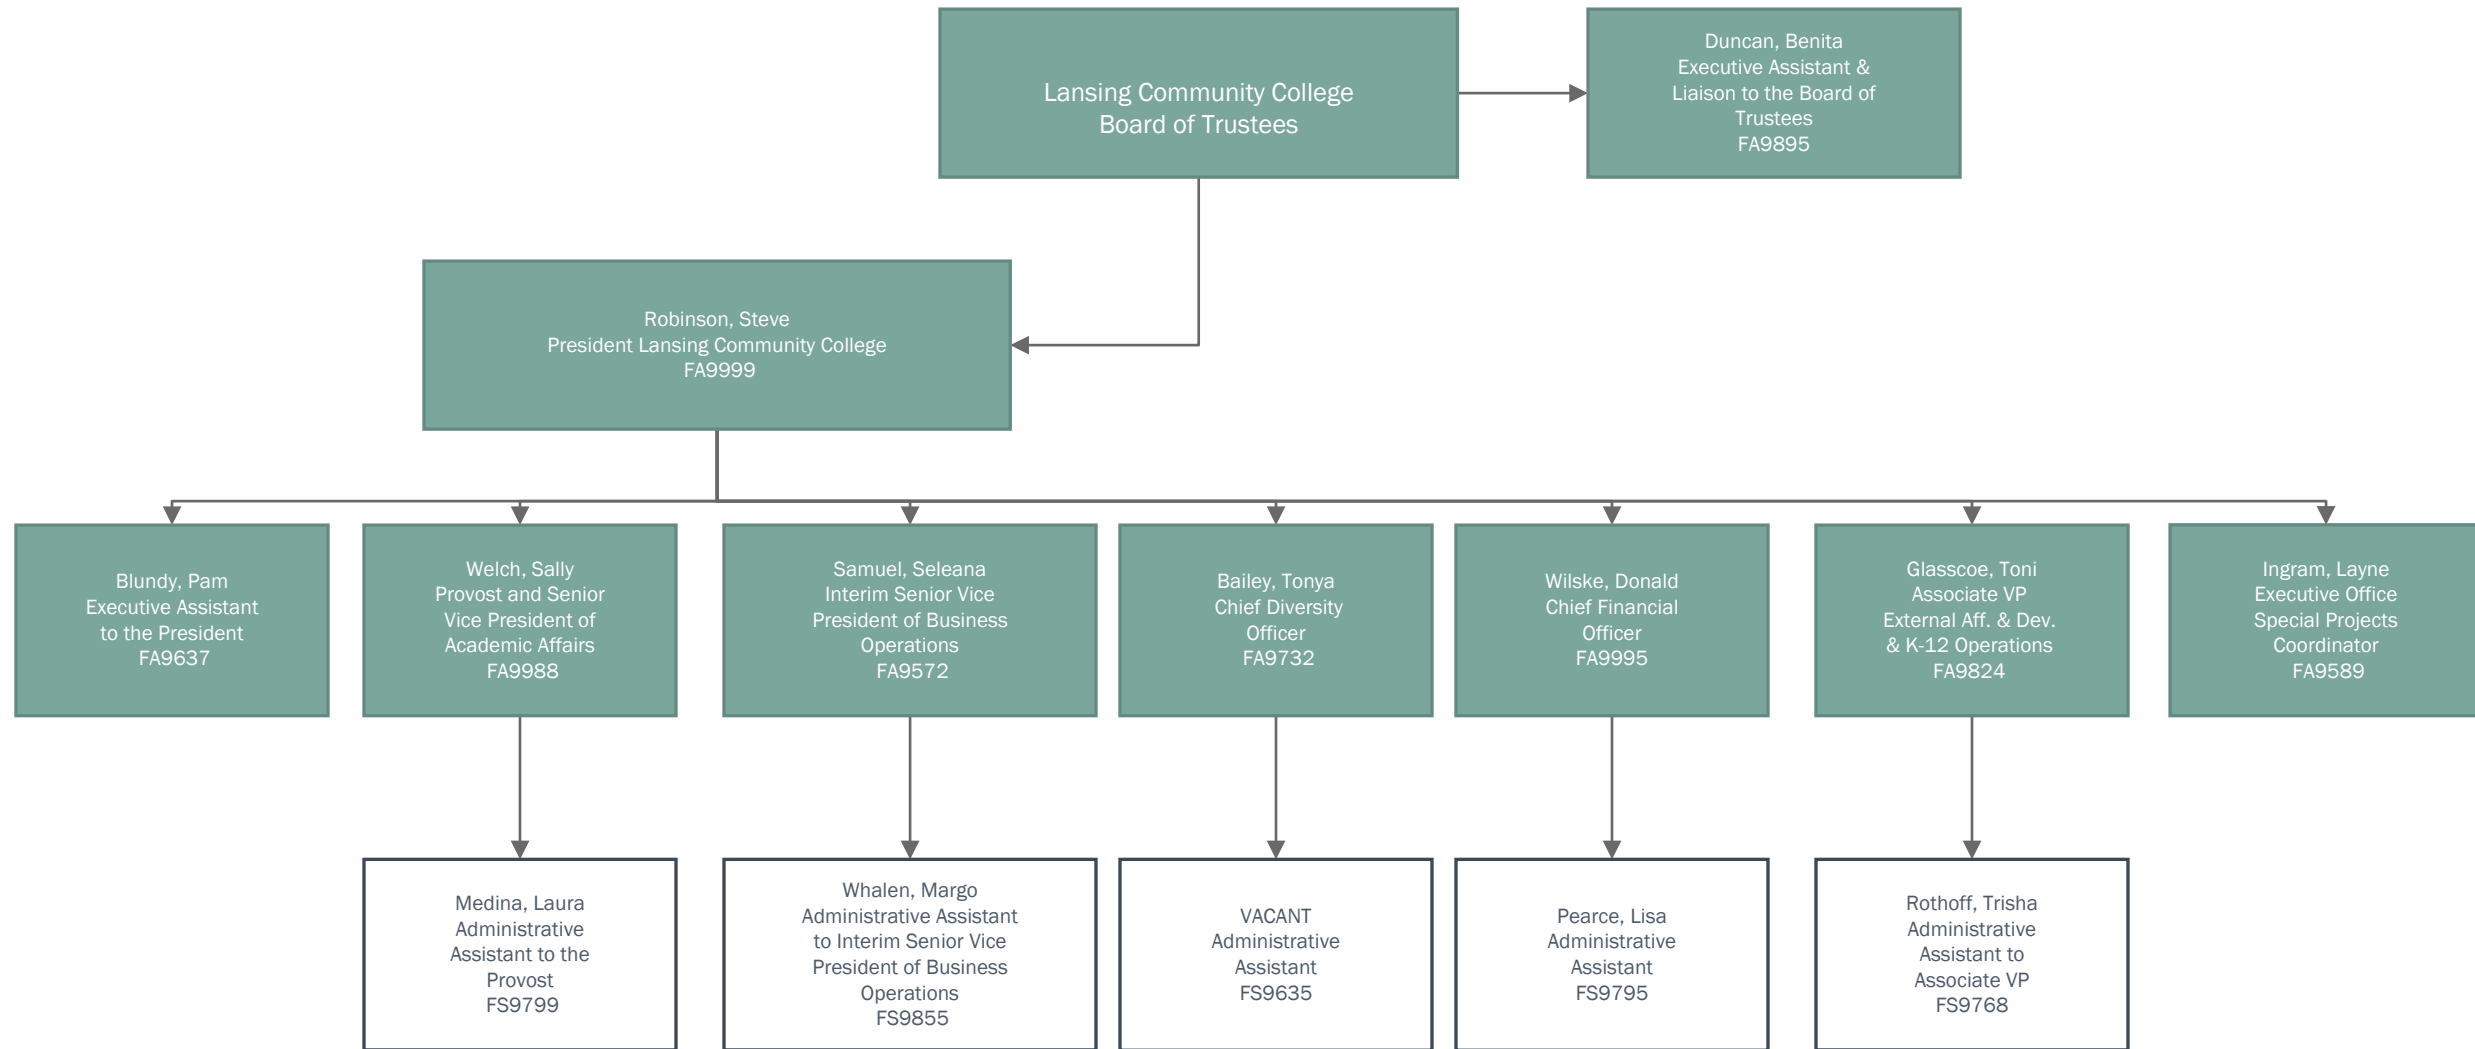 Lansing Community College
Board of Trustees
Duncan, Benita
Executive Assistant &
Liaison to the Board of
Trustees
FA9895
Robinson, Steve
President Lansing Community College
FA9999
Blundy, Pam
Executive Assistant
to the President
FA9637
Welch, Sally
Provost and Senior
Vice President of
Academic Affairs
FA9988
Samuel, Seleana
Interim Senior Vice
President of Business
Operations
FA9572
Bailey, Tonya
Chief Diversity
Officer
FA9732
Wilske, Donald
Chief Financial
Officer
FA9995
Glasscoe, Toni
Associate VP
External Aff. & Dev.
& K-12 Operations
FA9824
Ingram, Layne
Executive Office
Special Projects
Coordinator
FA9589
Medina, Laura
Administrative
Assistant to the
Provost
FS9799
Whalen, Margo
Administrative Assistant
to Interim Senior Vice
President of Business
Operations
FS9855
VACANT
Administrative
Assistant
FS9635
Pearce, Lisa
Administrative
Assistant
FS9795
Rothoff, Trisha
Administrative
Assistant to
Associate VP
FS9768